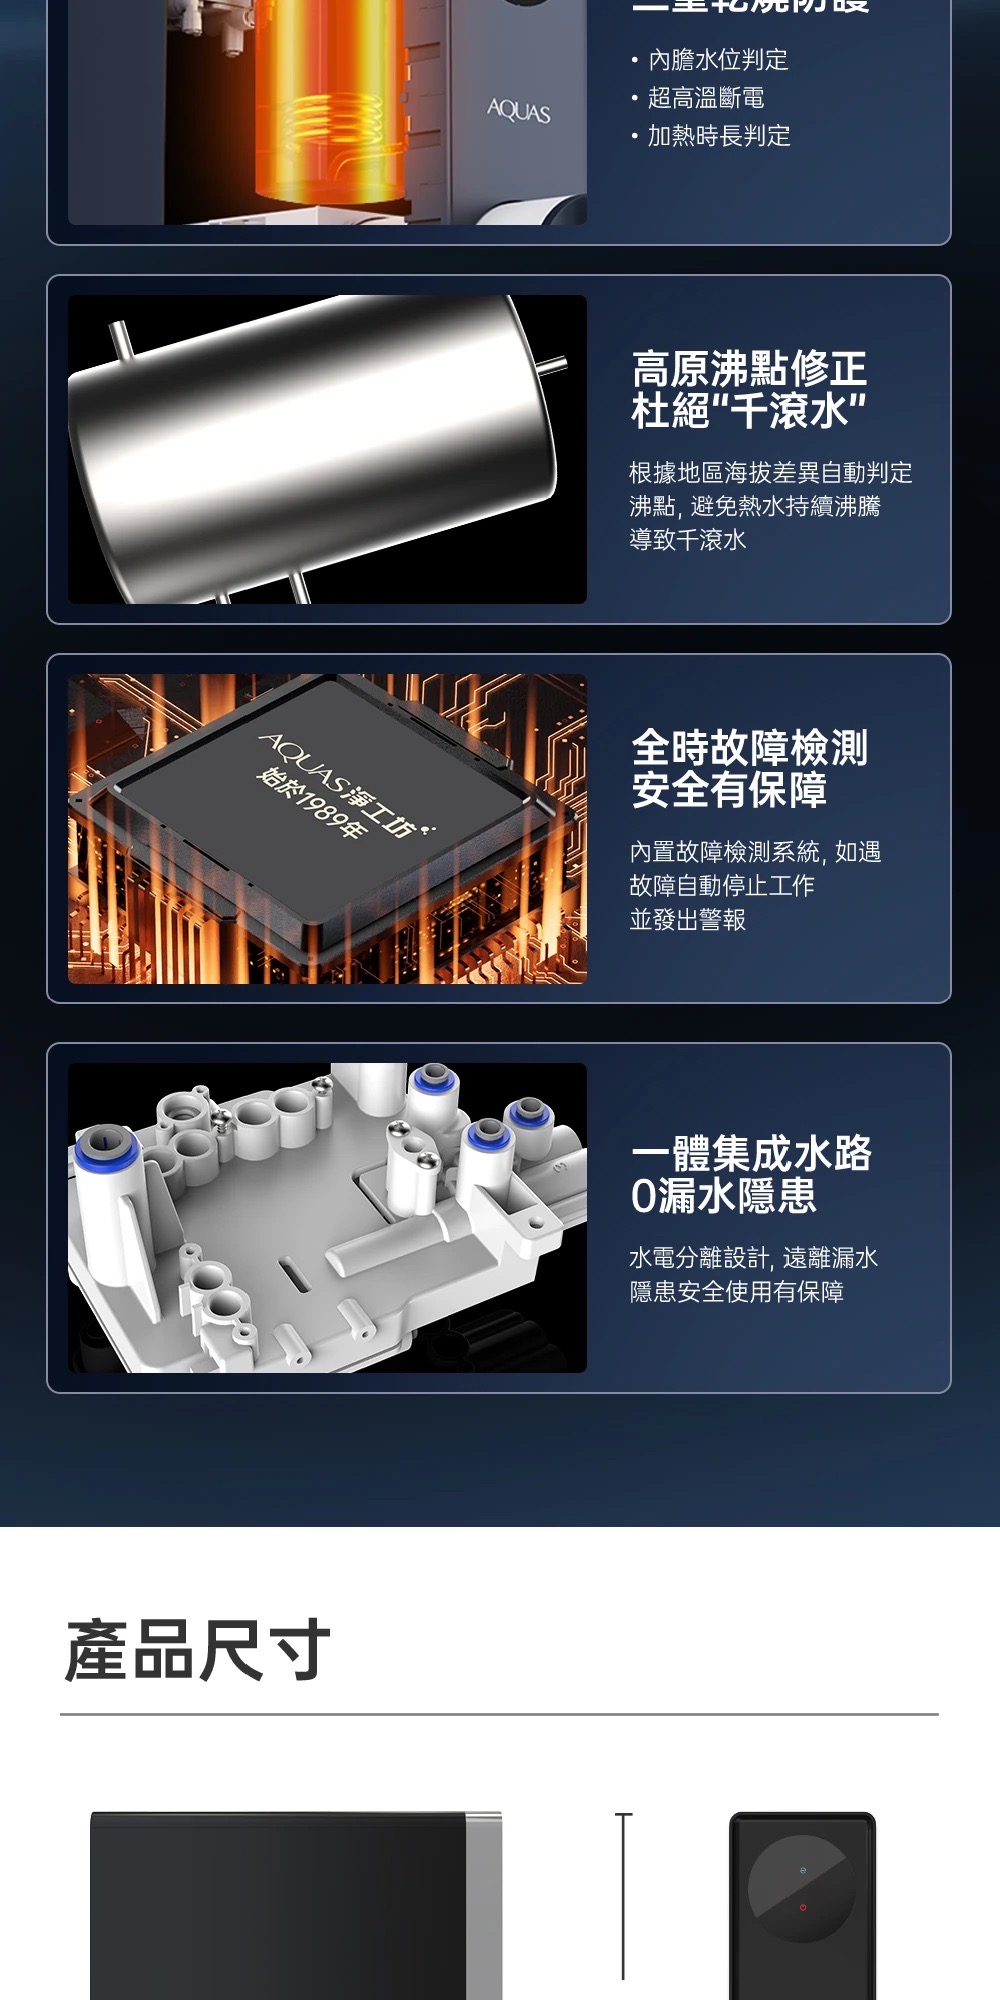 三重乾燒防護
• 內膽水位判定
• 超高溫斷電
• 加熱時長判定
AQUAS
高原沸點修正
杜絕"千滾水"
根據地區海拔差異自動判定
沸點, 避免熱水持續沸騰
導致千滾水
AQUAS淨工坊
始於1989年
全時故障檢測
安全有保障
內置故障檢測系統, 如遇
故障自動停止工作
並發出警報
一體集成水路
0漏水隱患
水電分離設計, 遠離漏水
隱患安全使用有保障
產品尺寸